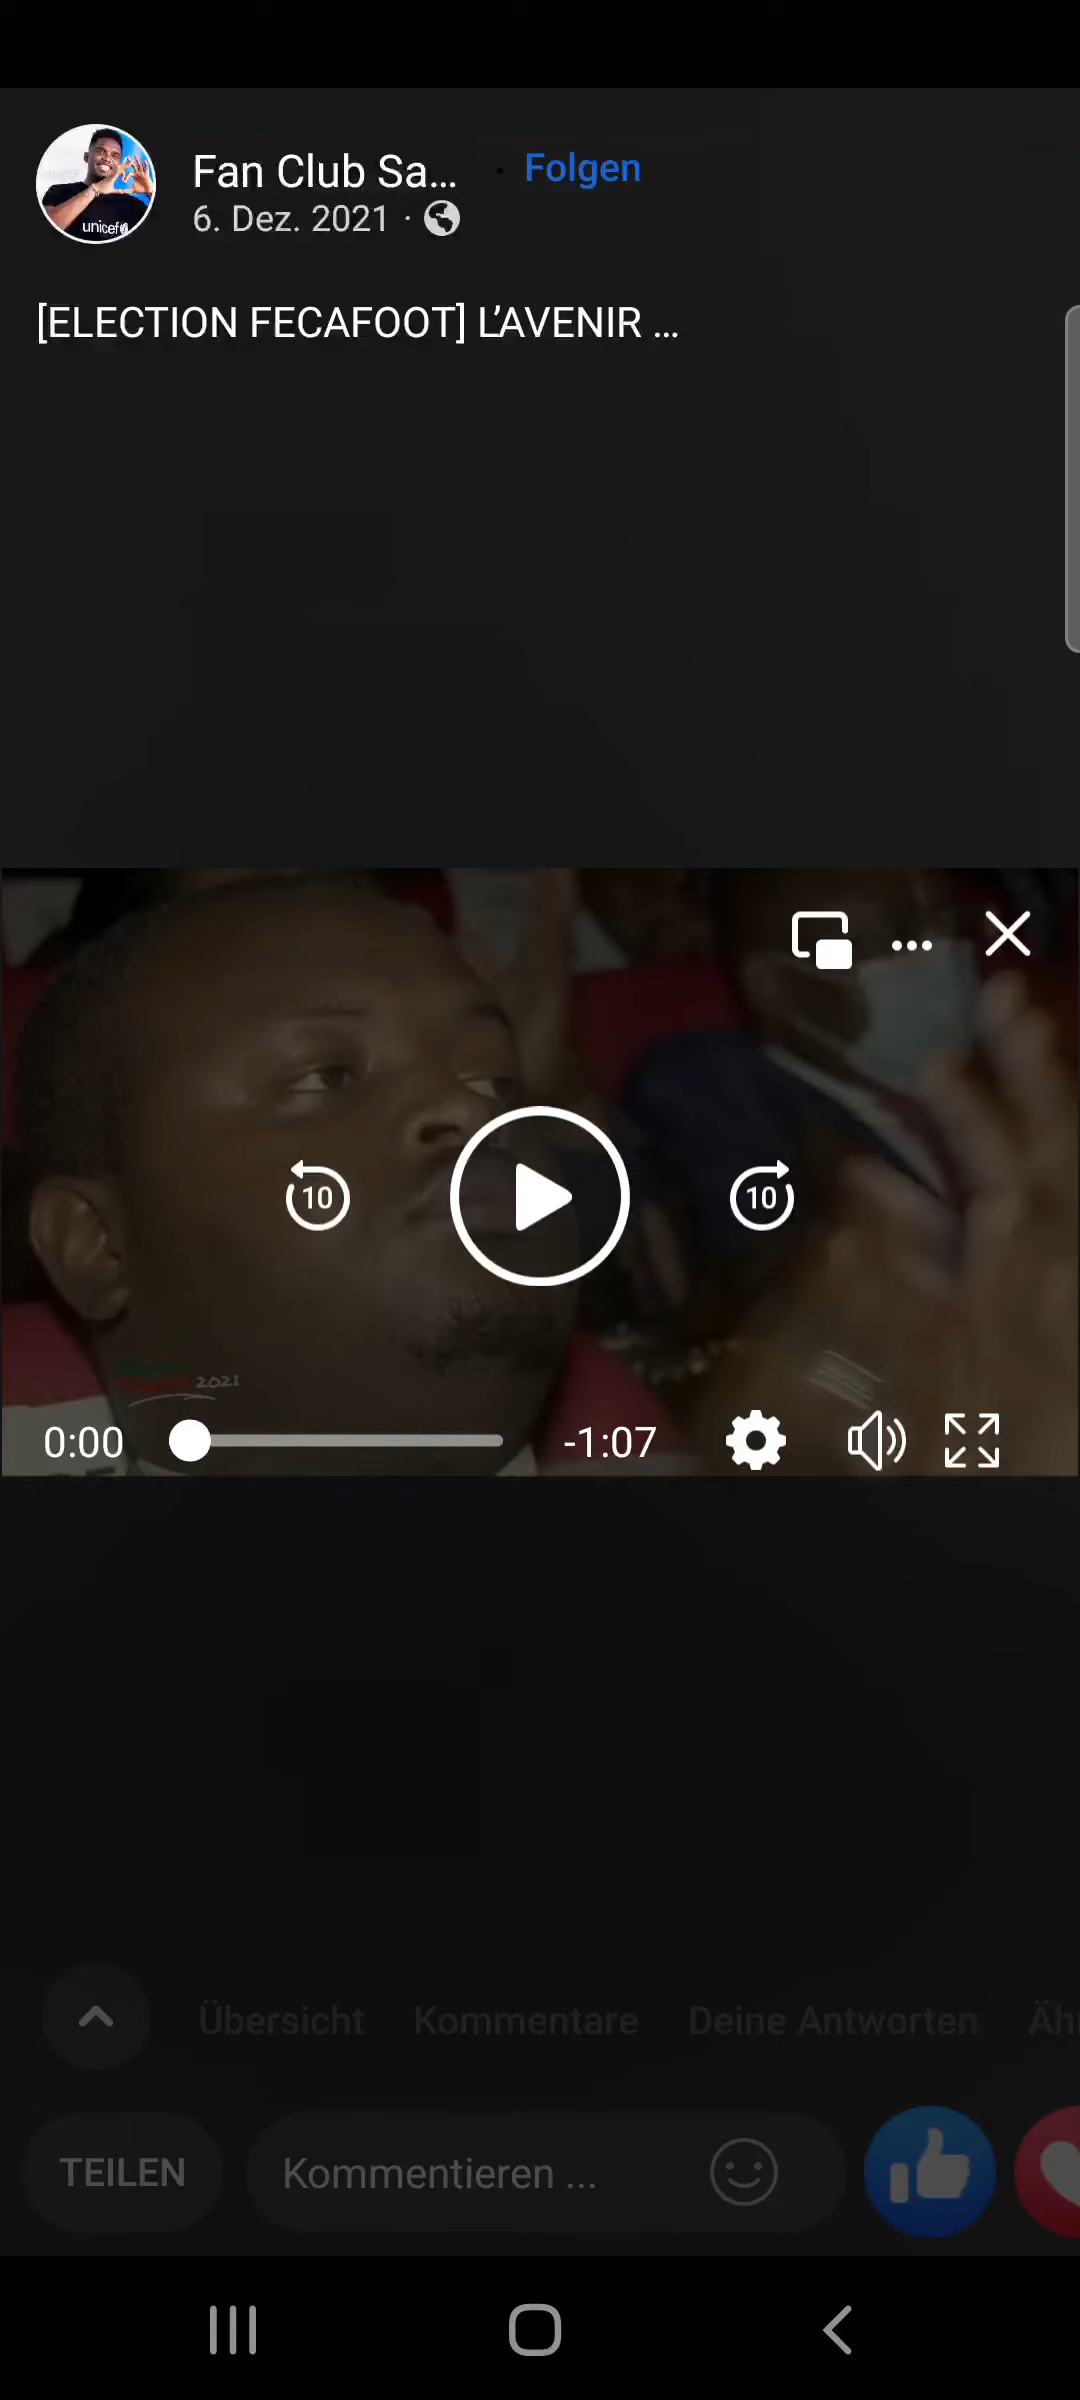 Fan Club Sa... · Folgen
6. Dez. 2021 ·
unicef
[ELECTION FECAFOOT] L'AVENIR ...
10
10
2021
0:00
-1:07
Übersicht Kommentare Deine Antworten Äh
TEILEN
Kommentieren ...